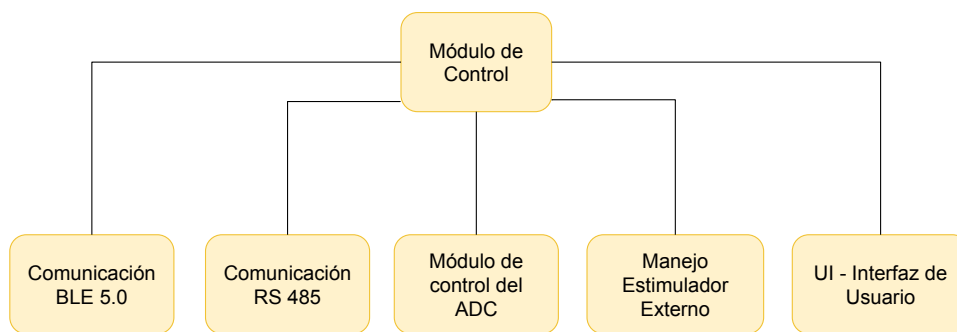 Módulo de
Control
Comunicación
BLE 5.0
Comunicación
RS 485
Módulo de
control del
ADC
Manejo
Estimulador
Externo
UI - Interfaz de
Usuario